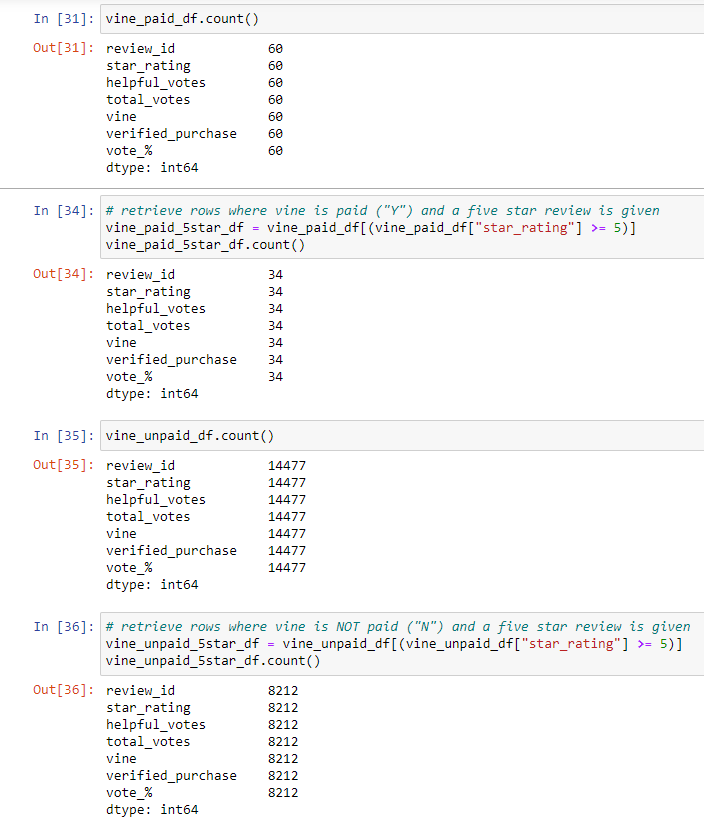 In [31]: vine_paid_df.count()
Out[31]: review_id 60
star_rating 60
helpful_votes 60
total_votes 60
vine 60
verified_purchase 60
vote_% 60
dtype: int64
In [34]: # retrieve rows where vine is paid ("Y") and a five star review is given
vine_paid_5star_df = vine_paid_df[(vine_paid_df["star_rating"] >= 5)]
vine_paid_5star_df.count()
Out[34]: review_id 34
star_rating 34
helpful_votes 34
total_votes 34
vine 34
verified_purchase 34
vote_% 34
dtype: int64
In [35]: vine_unpaid_df.count()
Out[35]: review_id 14477
star_rating 14477
helpful_votes 14477
total_votes 14477
vine 14477
verified_purchase 14477
vote_% 14477
dtype: int64
In [36]: # retrieve rows where vine is NOT paid ("N") and a five star review is given
vine_unpaid_5star_df = vine_unpaid_df[(vine_unpaid_df["star_rating"] >= 5)]
vine_unpaid_5star_df.count()
Out[36]: review_id 8212
star_rating 8212
helpful_votes 8212
total_votes 8212
vine 8212
verified_purchase 8212
vote_% 8212
dtype: int64